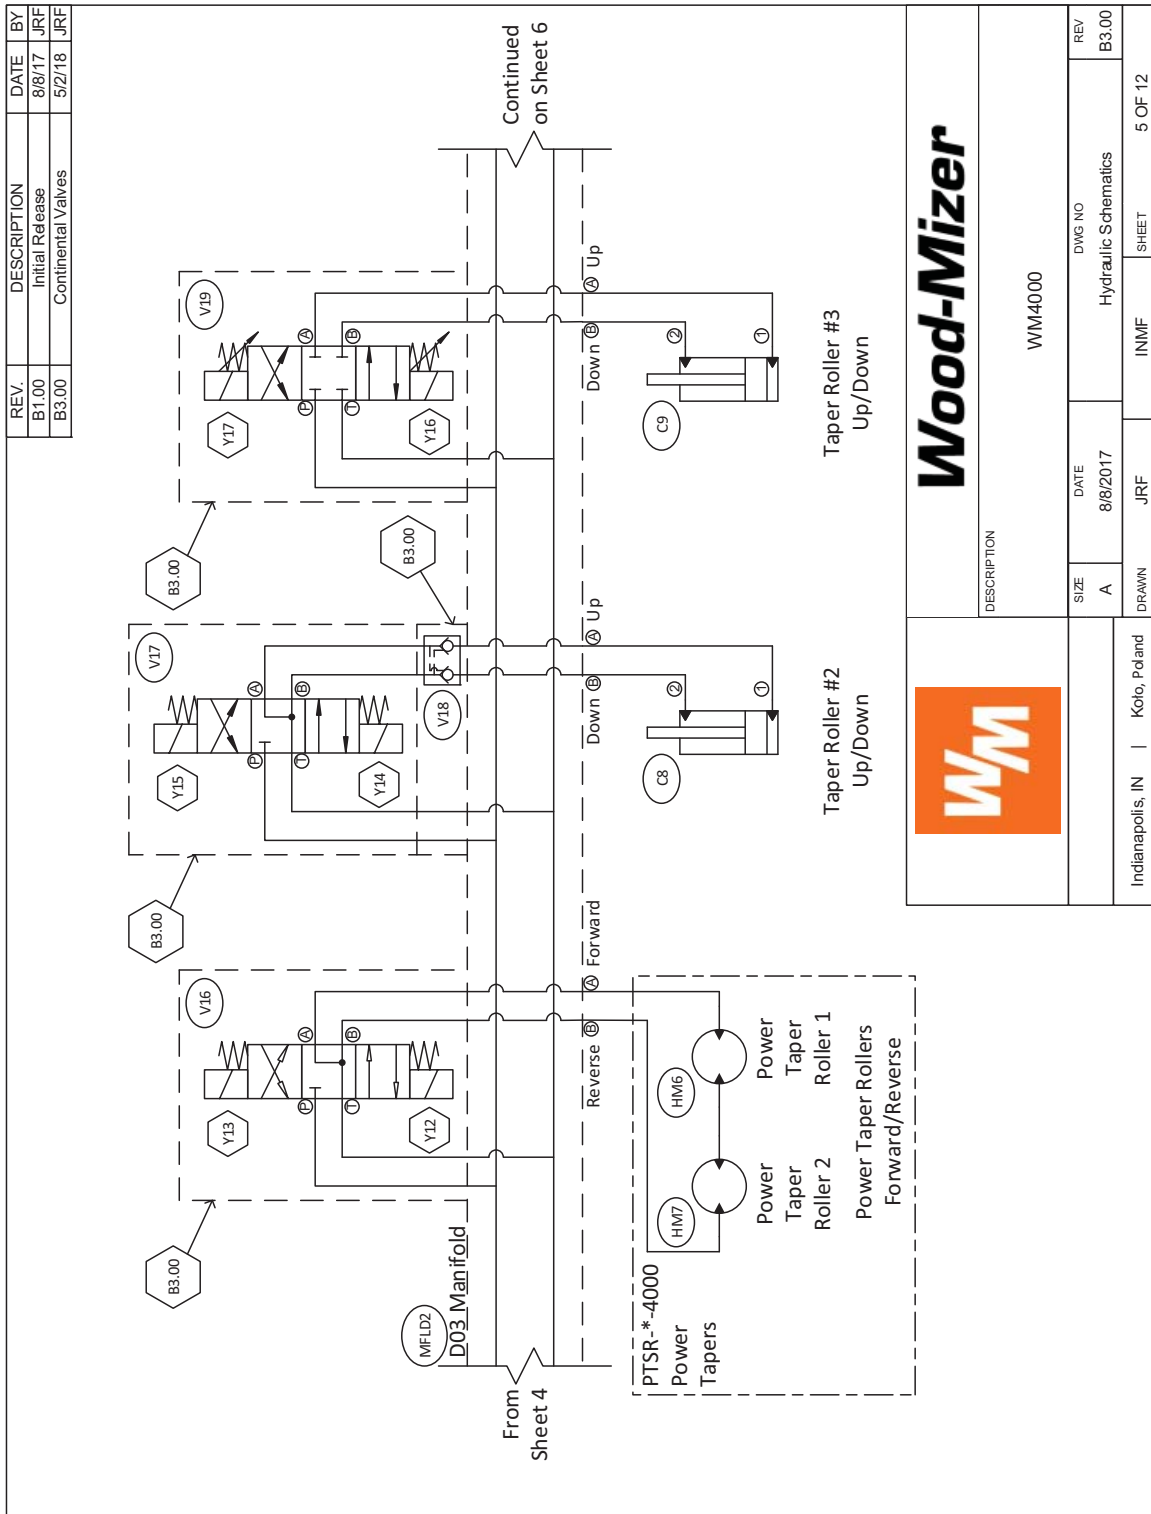 REV. DESCRIPTION DATE BY
B1.00 Initial Release 8/8/17 JRF
B3.00 Continental Valves 5/2/18 JRF
B3.00
Y13
V16
P
A
T
B
Y12
B3.00
Y15
V17
P
A
T
B
Y14
V18
B3.00
B3.00
Y17
V19
P
A
T
B
Y16
MFLD2
D03 Manifold
From
Sheet 4
Continued
on Sheet 6
Reverse B A Forward
Down B A Up
Down B A Up
PTSR-*-4000
Power
Tapers
HM7
HM6
Power
Taper
Roller 2
Power
Taper
Roller 1
Power Taper Rollers
Forward/Reverse
C8
2
1
Taper Roller #2
Up/Down
C9
2
1
Taper Roller #3
Up/Down
WM
Wood-Mizer
DESCRIPTION
WM4000
SIZE
A
DATE
8/8/2017
DWG NO
Hydraulic Schematics
REV
B3.00
Indianapolis, IN | Koło, Poland
DRAWN JRF INMF SHEET 5 OF 12